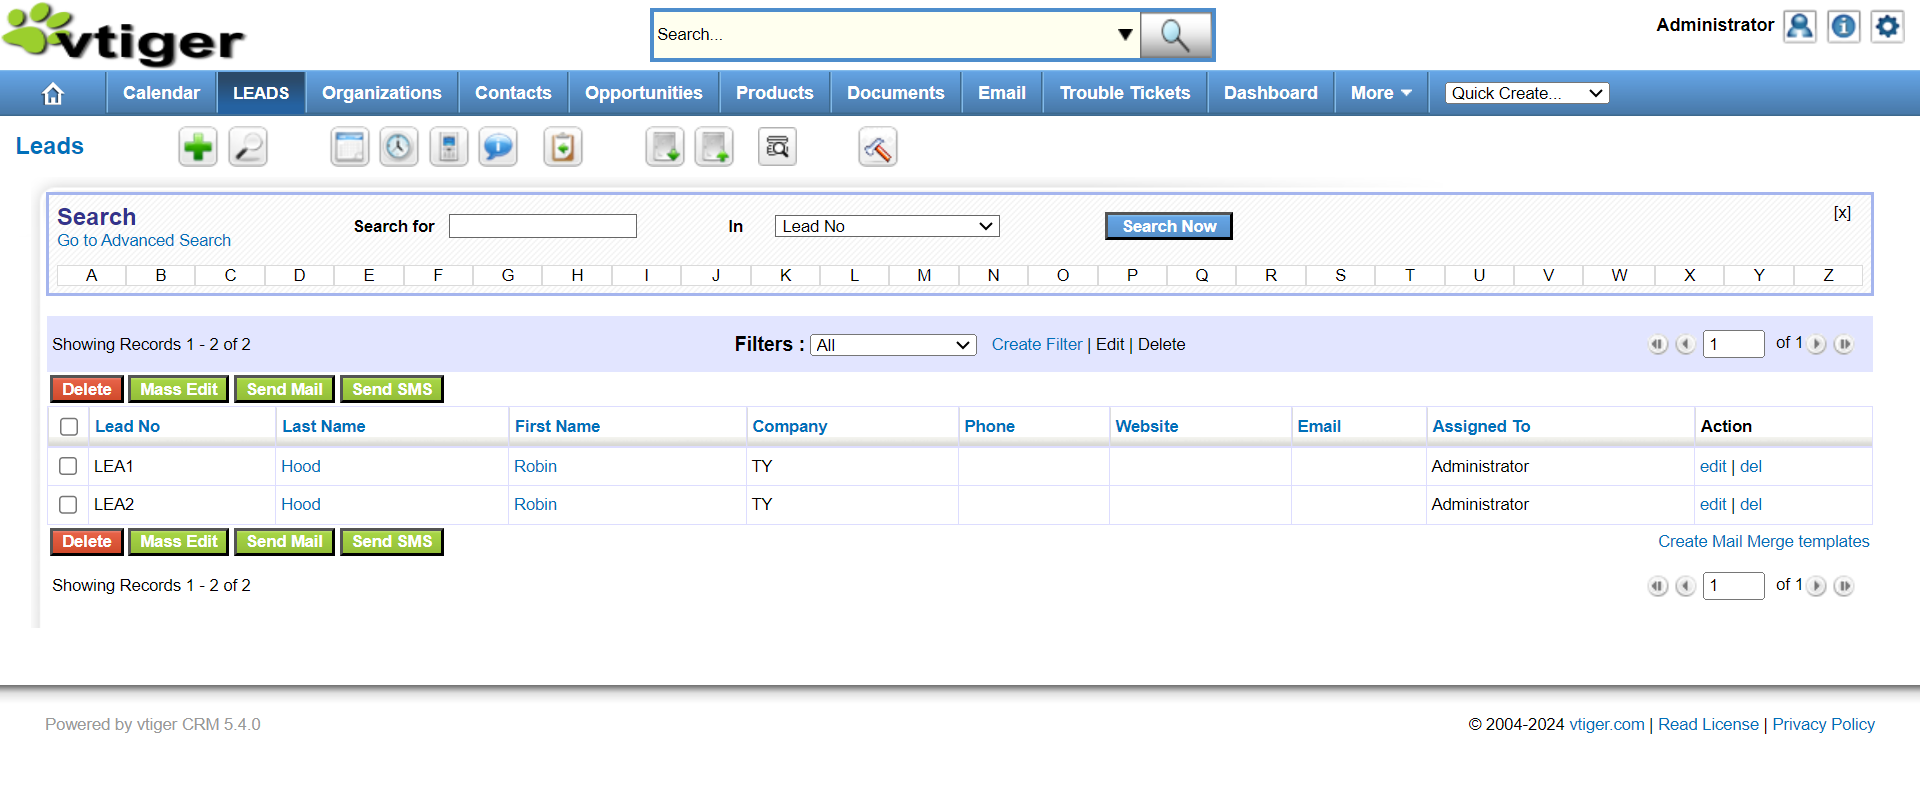 vtiger
Search...
Administrator
Calendar LEADS Organizations Contacts Opportunities Products Documents Email Trouble Tickets Dashboard More Quick Create...
Leads
Search
Go to Advanced Search
Search for In Lead No Search Now [x]
A B C D E F G H I J K L M N O P Q R S T U V W X Y Z
Showing Records 1 - 2 of 2 Filters : All Create Filter | Edit | Delete 1 of 1
Delete Mass Edit Send Mail Send SMS
Lead No Last Name First Name Company Phone Website Email Assigned To Action
LEA1 Hood Robin TY Administrator edit | del
LEA2 Hood Robin TY Administrator edit | del
Delete Mass Edit Send Mail Send SMS Create Mail Merge templates
Showing Records 1 - 2 of 2 1 of 1
Powered by vtiger CRM 5.4.0 © 2004-2024 vtiger.com | Read License | Privacy Policy